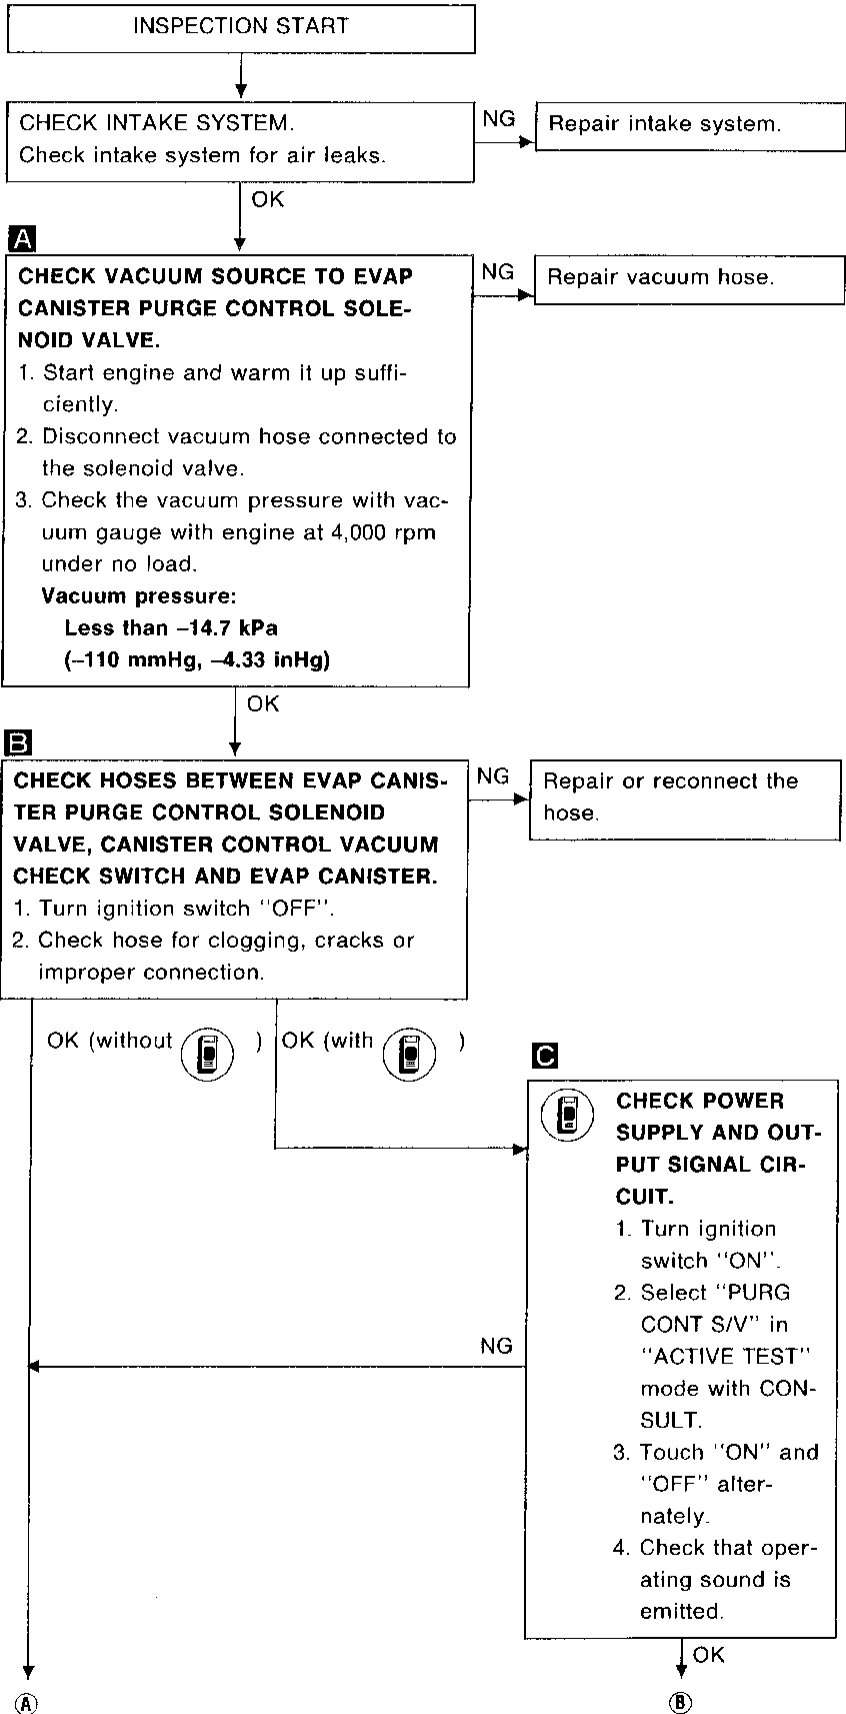 INSPECTION START
CHECK INTAKE SYSTEM.
Check intake system for air leaks.
NG
Repair intake system.
OK
A
CHECK VACUUM SOURCE TO EVAP
CANISTER PURGE CONTROL SOLE-
NOID VALVE.
1. Start engine and warm it up suffi-
ciently.
2. Disconnect vacuum hose connected to
the solenoid valve.
3. Check the vacuum pressure with vac-
uum gauge with engine at 4,000 rpm
under no load.
Vacuum pressure:
Less than –14.7 kPa
(–110 mmHg, –4.33 inHg)
NG
Repair vacuum hose.
OK
B
CHECK HOSES BETWEEN EVAP CANIS-
TER PURGE CONTROL SOLENOID
VALVE, CANISTER CONTROL VACUUM
CHECK SWITCH AND EVAP CANISTER.
1. Turn ignition switch "OFF".
2. Check hose for clogging, cracks or
improper connection.
NG
Repair or reconnect the
hose.
OK (without )
OK (with )
C
CHECK POWER
SUPPLY AND OUT-
PUT SIGNAL CIR-
CUIT.
1. Turn ignition
switch "ON".
2. Select "PURG
CONT S/V" in
"ACTIVE TEST"
mode with CON-
SULT.
3. Touch "ON" and
"OFF" alter-
nately.
4. Check that oper-
ating sound is
emitted.
NG
OK
A
B